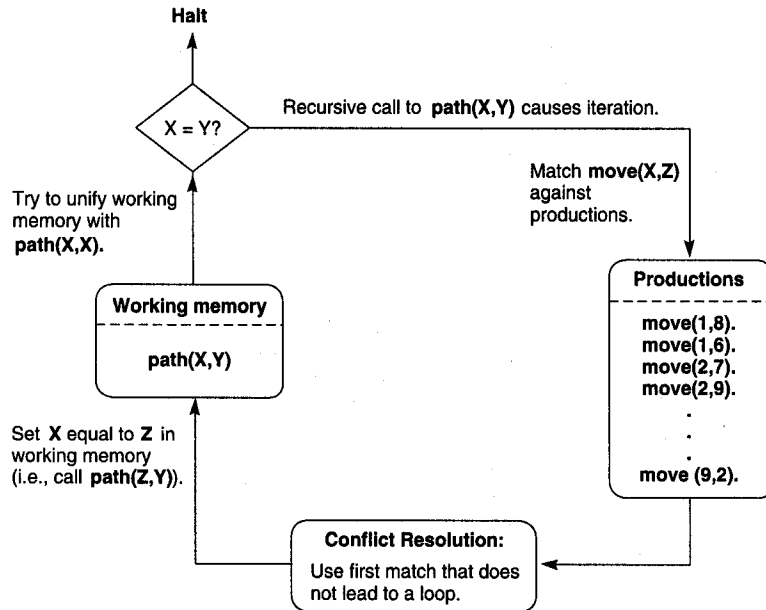 Halt
X = Y?
Recursive call to path(X,Y) causes iteration.
Try to unify working
memory with
path(X,X).
Match move(X,Z)
against
productions.
Working memory
path(X,Y)
Productions
move(1,8).
move(1,6).
move(2,7).
move(2,9).
.
.
.
move (9,2).
Set X equal to Z in
working memory
(i.e., call path(Z,Y)).
Conflict Resolution:
Use first match that does
not lead to a loop.